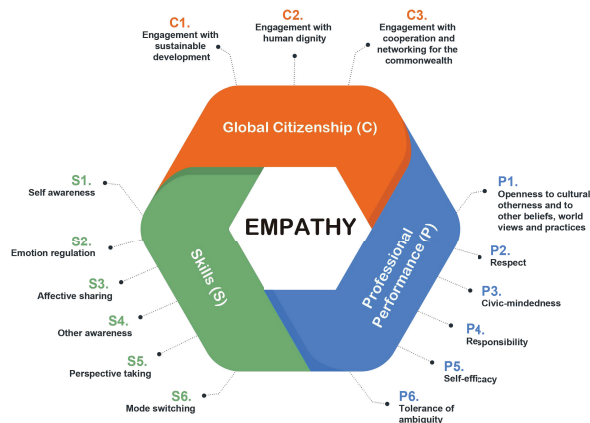 C1.
Engagement with
sustainable
development
C2.
Engagement with
human dignity
C3.
Engagement with
cooperation and
networking for the
commonwealth
Global Citizenship (C)
EMPATHY
Skills (S)
Professional
Performance (P)
S1.
Self awareness
S2.
Emotion regulation
S3.
Affective sharing
S4.
Other awareness
S5.
Perspective taking
S6.
Mode switching
P1.
Openness to cultural
otherness and to
other beliefs, world
views and practices
P2.
Respect
P3.
Civic-mindedness
P4.
Responsibility
P5.
Self-efficacy
P6.
Tolerance of
ambiguity